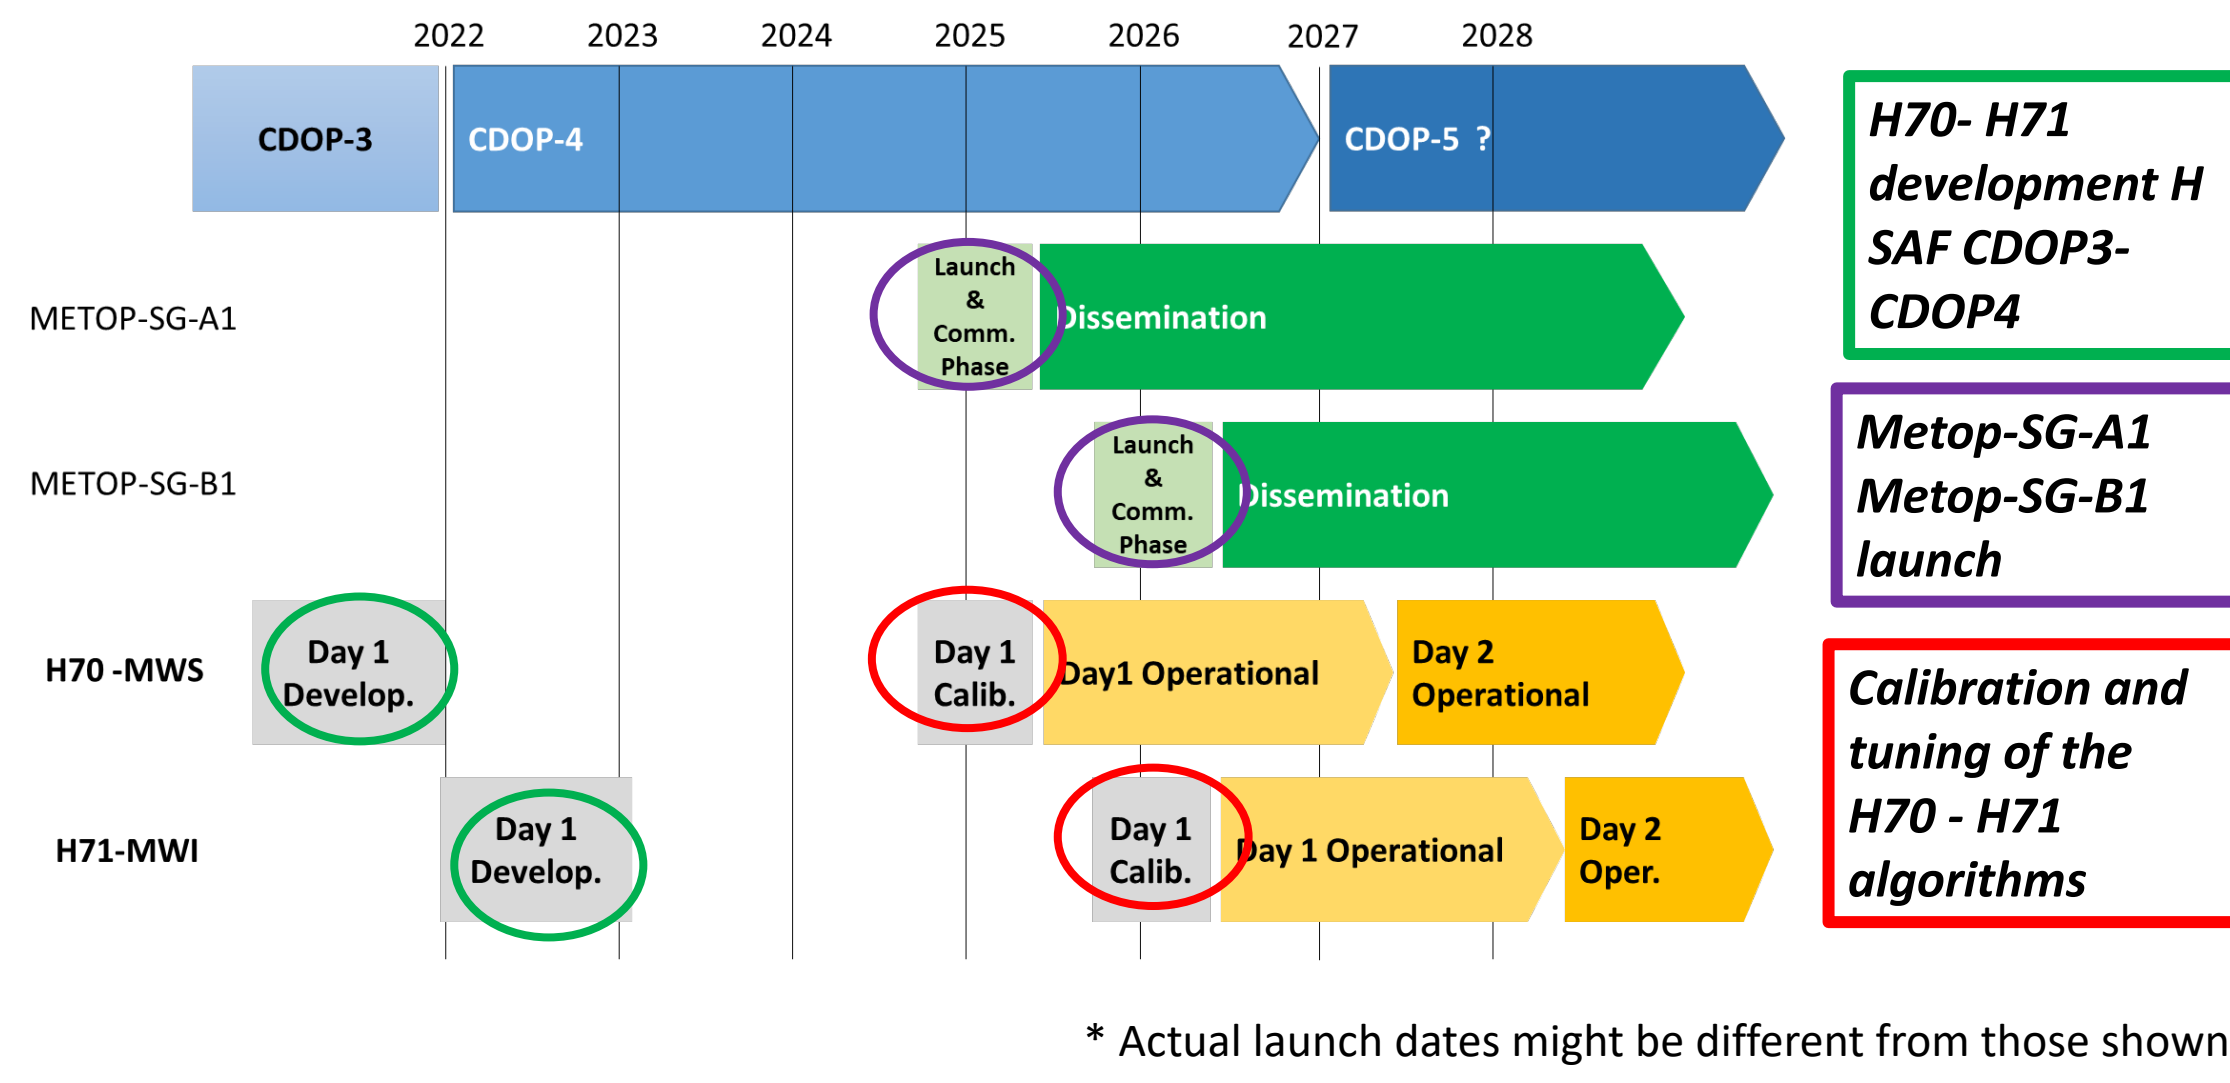 2022 2023 2024 2025 2026 2027 2028
CDOP-3
CDOP-4
CDOP-5 ?
METOP-SG-A1
Launch
&
Comm.
Phase
Dissemination
METOP-SG-B1
Launch
&
Comm.
Phase
Dissemination
H70 -MWS
Day 1
Develop.
Day 1
Calib.
Day1 Operational
Day 2
Operational
H71-MWI
Day 1
Develop.
Day 1
Calib.
Day 1 Operational
Day 2
Oper.
H70- H71
development H
SAF CDOP3-
CDOP4
Metop-SG-A1
Metop-SG-B1
launch
Calibration and
tuning of the
H70 - H71
algorithms
* Actual launch dates might be different from those shown